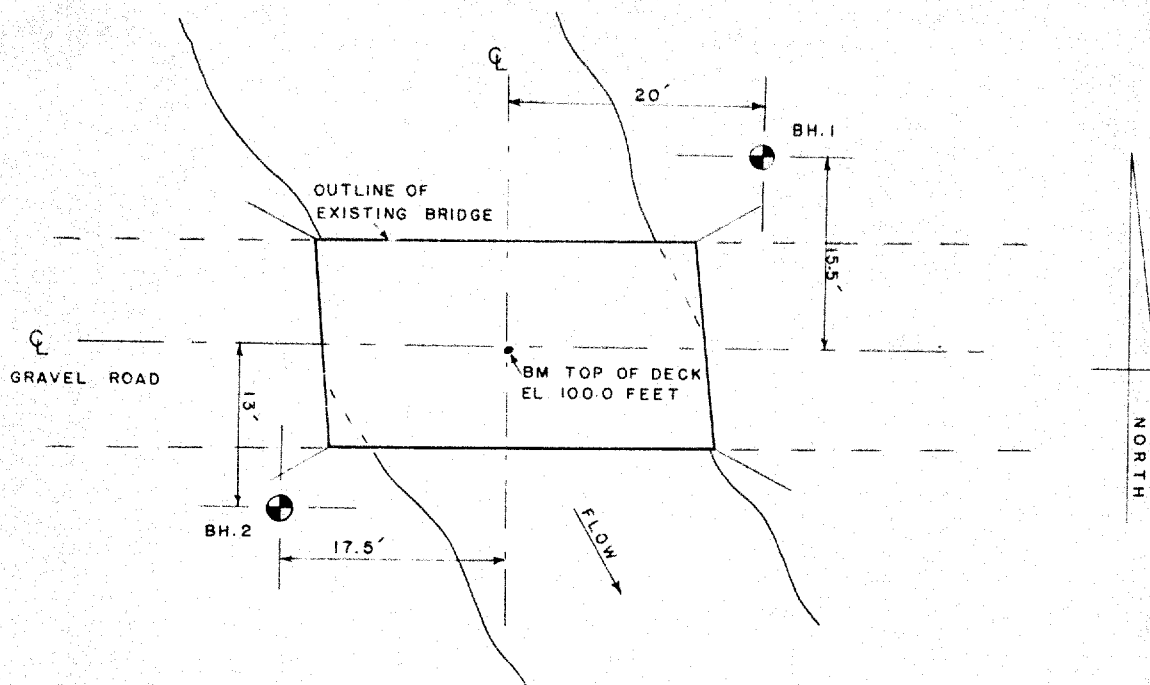 ℄
20′
BH.1
OUTLINE OF
EXISTING BRIDGE
15.5′
℄
GRAVEL ROAD
BM TOP OF DECK
EL 100.0 FEET
13′
NORTH
BH.2
17.5′
FLOW